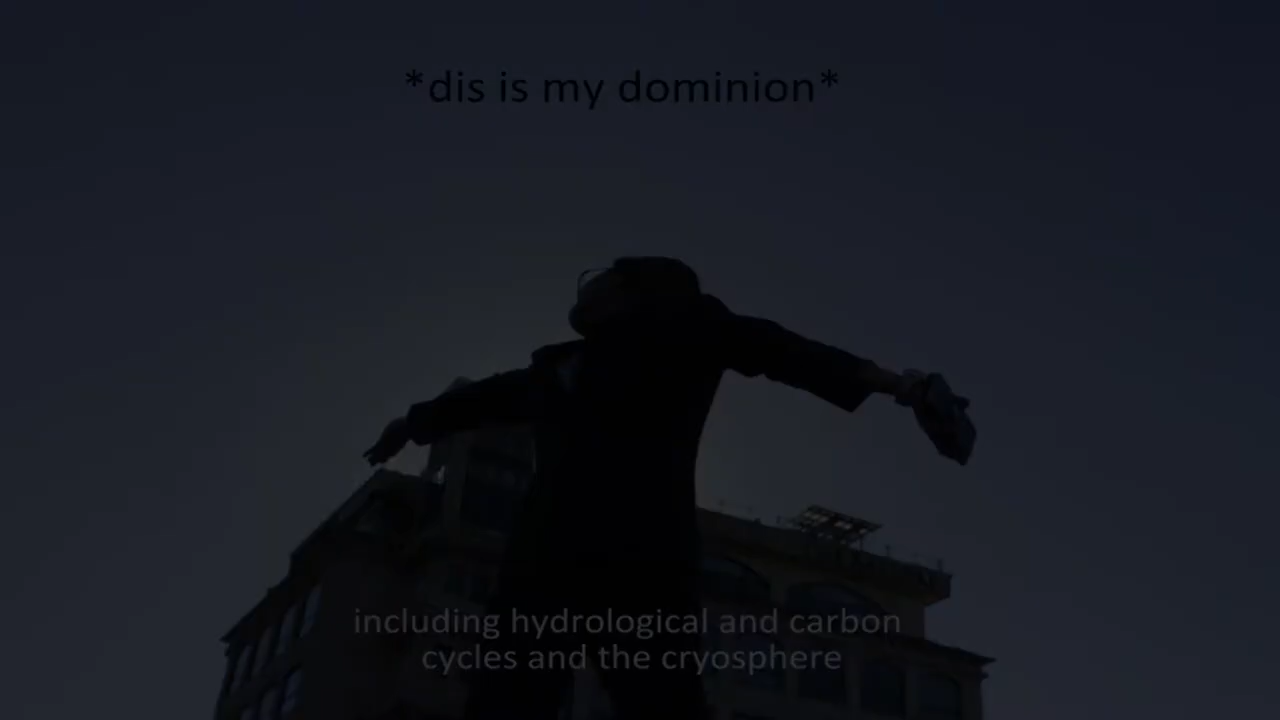 *dis is my dominion*
including hydrological and carbon
cycles and the cryosphere